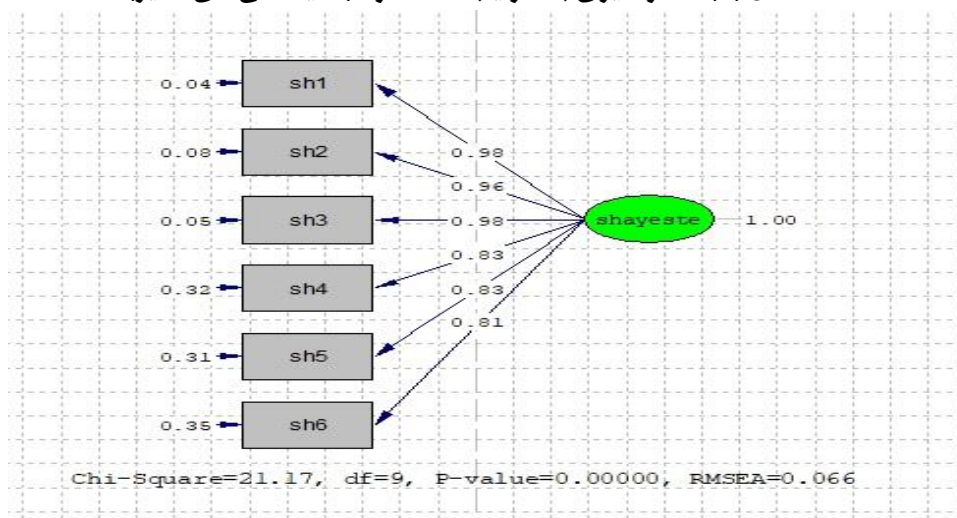 0.04 sh1
0.98
0.08 sh2
0.96
0.05 sh3 0.98 shayeste 1.00
0.83
0.32 sh4 0.83
0.81
0.31 sh5
0.35 sh6
Chi-Square=21.17, df=9, P-value=0.00000, RMSEA=0.066